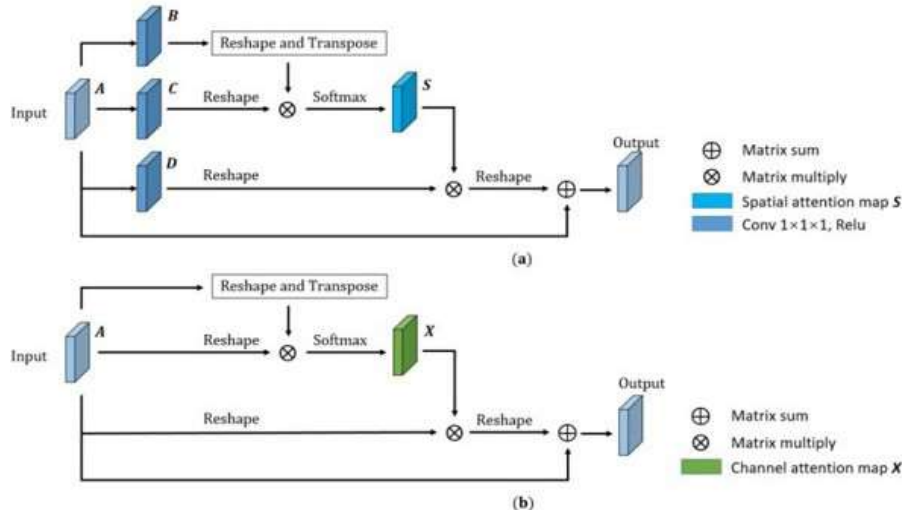 B
Reshape and Transpose
Input
A
C
Reshape
Softmax
S
D
Reshape
Reshape
Output
Matrix sum
Matrix multiply
Spatial attention map S
Conv 1×1×1, Relu
(a)
Reshape and Transpose
Input
A
Reshape
Softmax
X
Reshape
Reshape
Output
Matrix sum
Matrix multiply
Channel attention map X
(b)